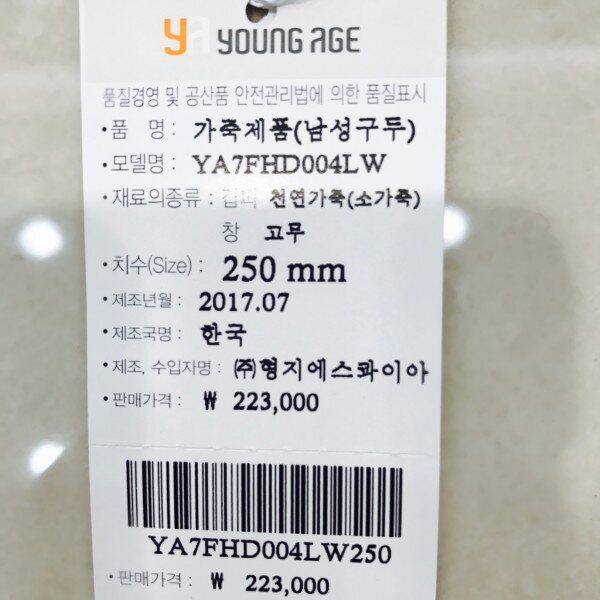 ya YOUNG AGE
품질경영 및 공산품 안전관리법에 의한 품질표시
•품 명 : 가죽제품(남성구두)
•모델명 : YA7FHD004LW
•재료의종류 : 겉피 천연가죽(소가죽)
창 고무
•치수(Size) : 250 mm
•제조년월 : 2017.07
•제조국명 : 한국
•제조, 수입자명 : ㈜형지에스콰이아
•판매가격 : ₩ 223,000
YA7FHD004LW250
•판매가격 : ₩ 223,000